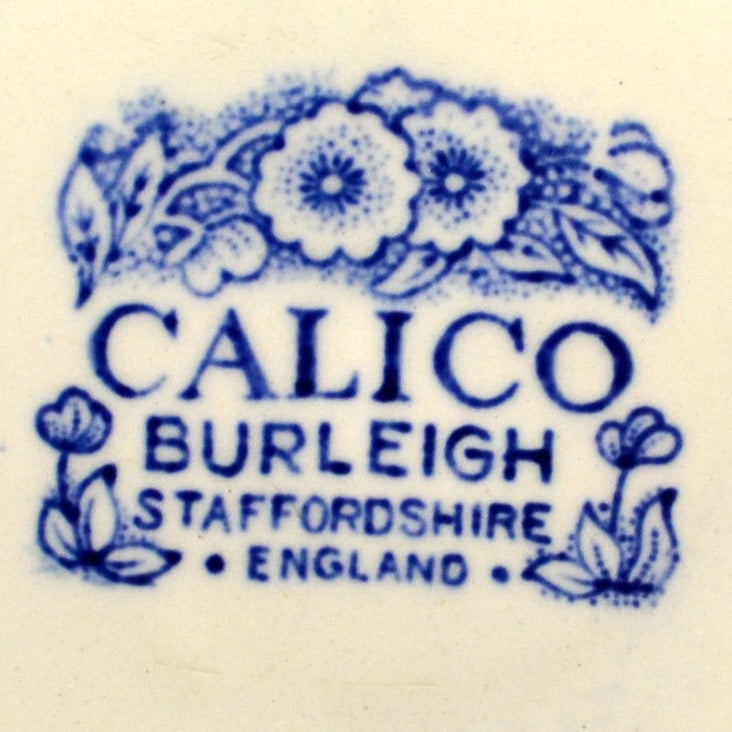 CALICO
BURLEIGH
STAFFORDSHIRE
• ENGLAND •